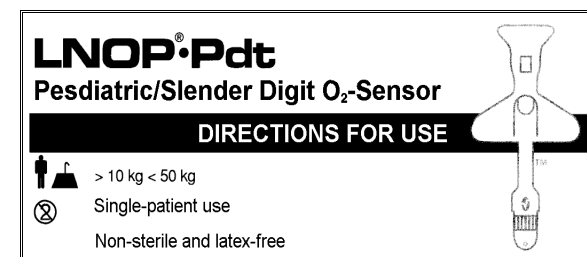 LNOP®•Pdt
Pesdiatric/Slender Digit O₂-Sensor
DIRECTIONS FOR USE
TM
> 10 kg < 50 kg
Single-patient use
Non-sterile and latex-free